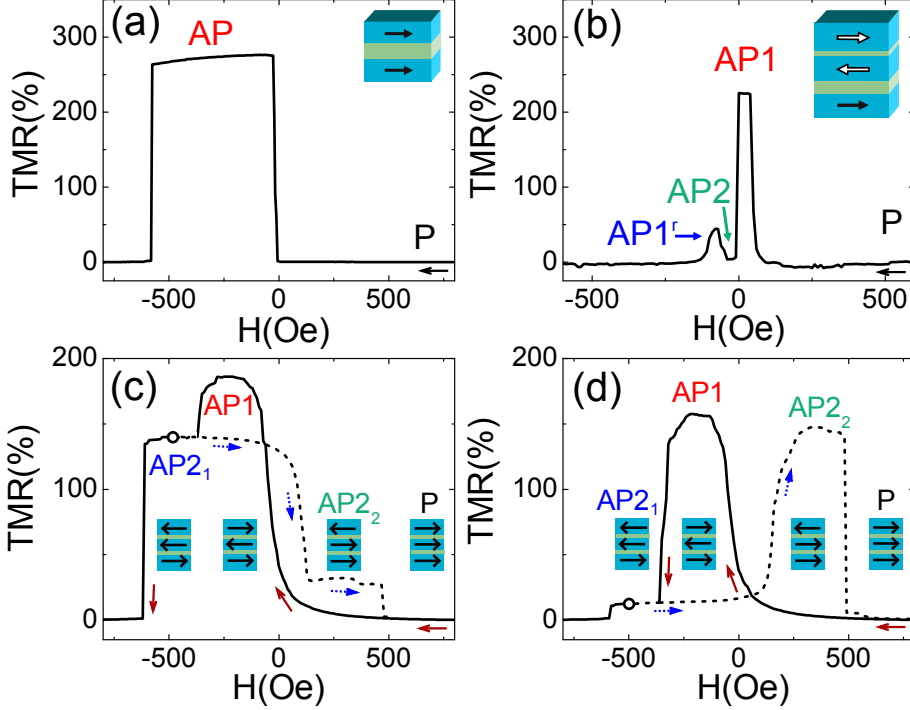 (a)
AP
P
TMR(%)
300
200
100
0
-500
0
500
H(Oe)
(b)
AP1
AP2
AP1ʳ
P
TMR(%)
300
200
100
0
-500
0
500
H(Oe)
(c)
AP1
AP2₁
AP2₂
P
TMR(%)
200
100
0
-500
0
500
H(Oe)
(d)
AP1
AP2₂
AP2₁
P
TMR(%)
200
100
0
-500
0
500
H(Oe)